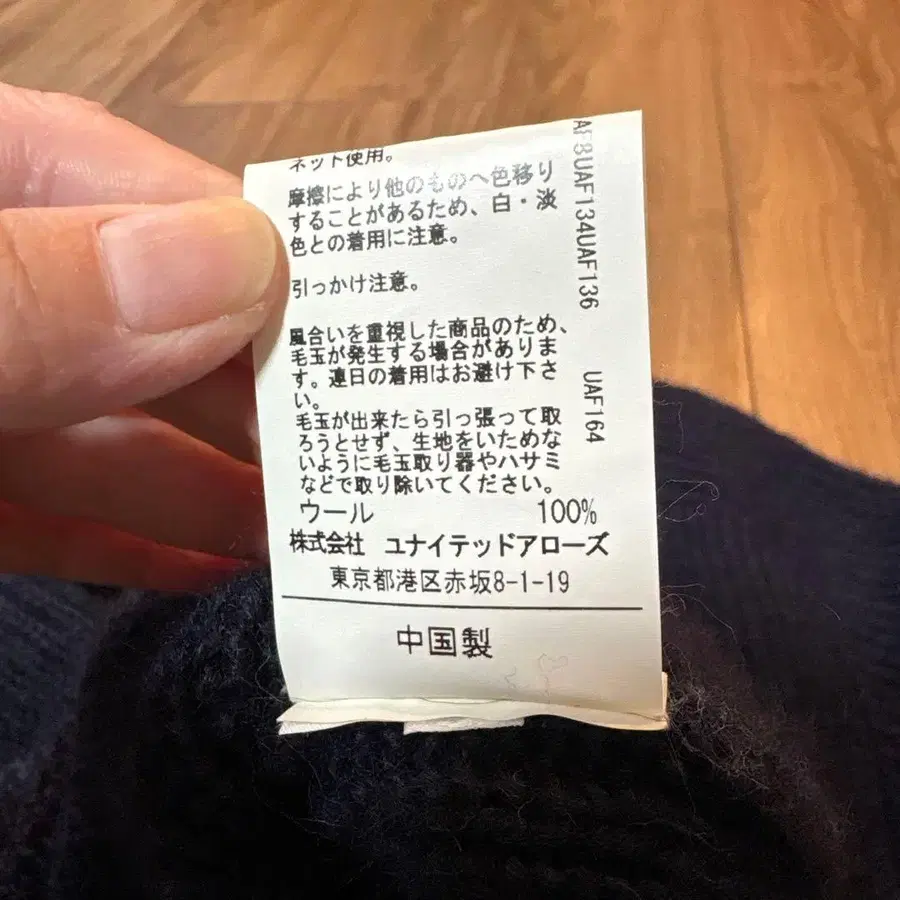 ネット使用。
摩擦により他のものへ色移り
することがあるため、白・淡
色との着用に注意。
引っかけ注意。
風合いを重視した商品のため、
毛玉が発生する場合がありま
す。連日の着用はお避け下さ
い。
毛玉が出来たら引っ張って取
ろうとせず、生地をいためな
いように毛玉取り器やハサミ
などで取り除いてください。
ウール 100%
株式会社 ユナイテッドアローズ
東京都港区赤坂8-1-19
中国製
AF8UAF134UAF136 UAF164